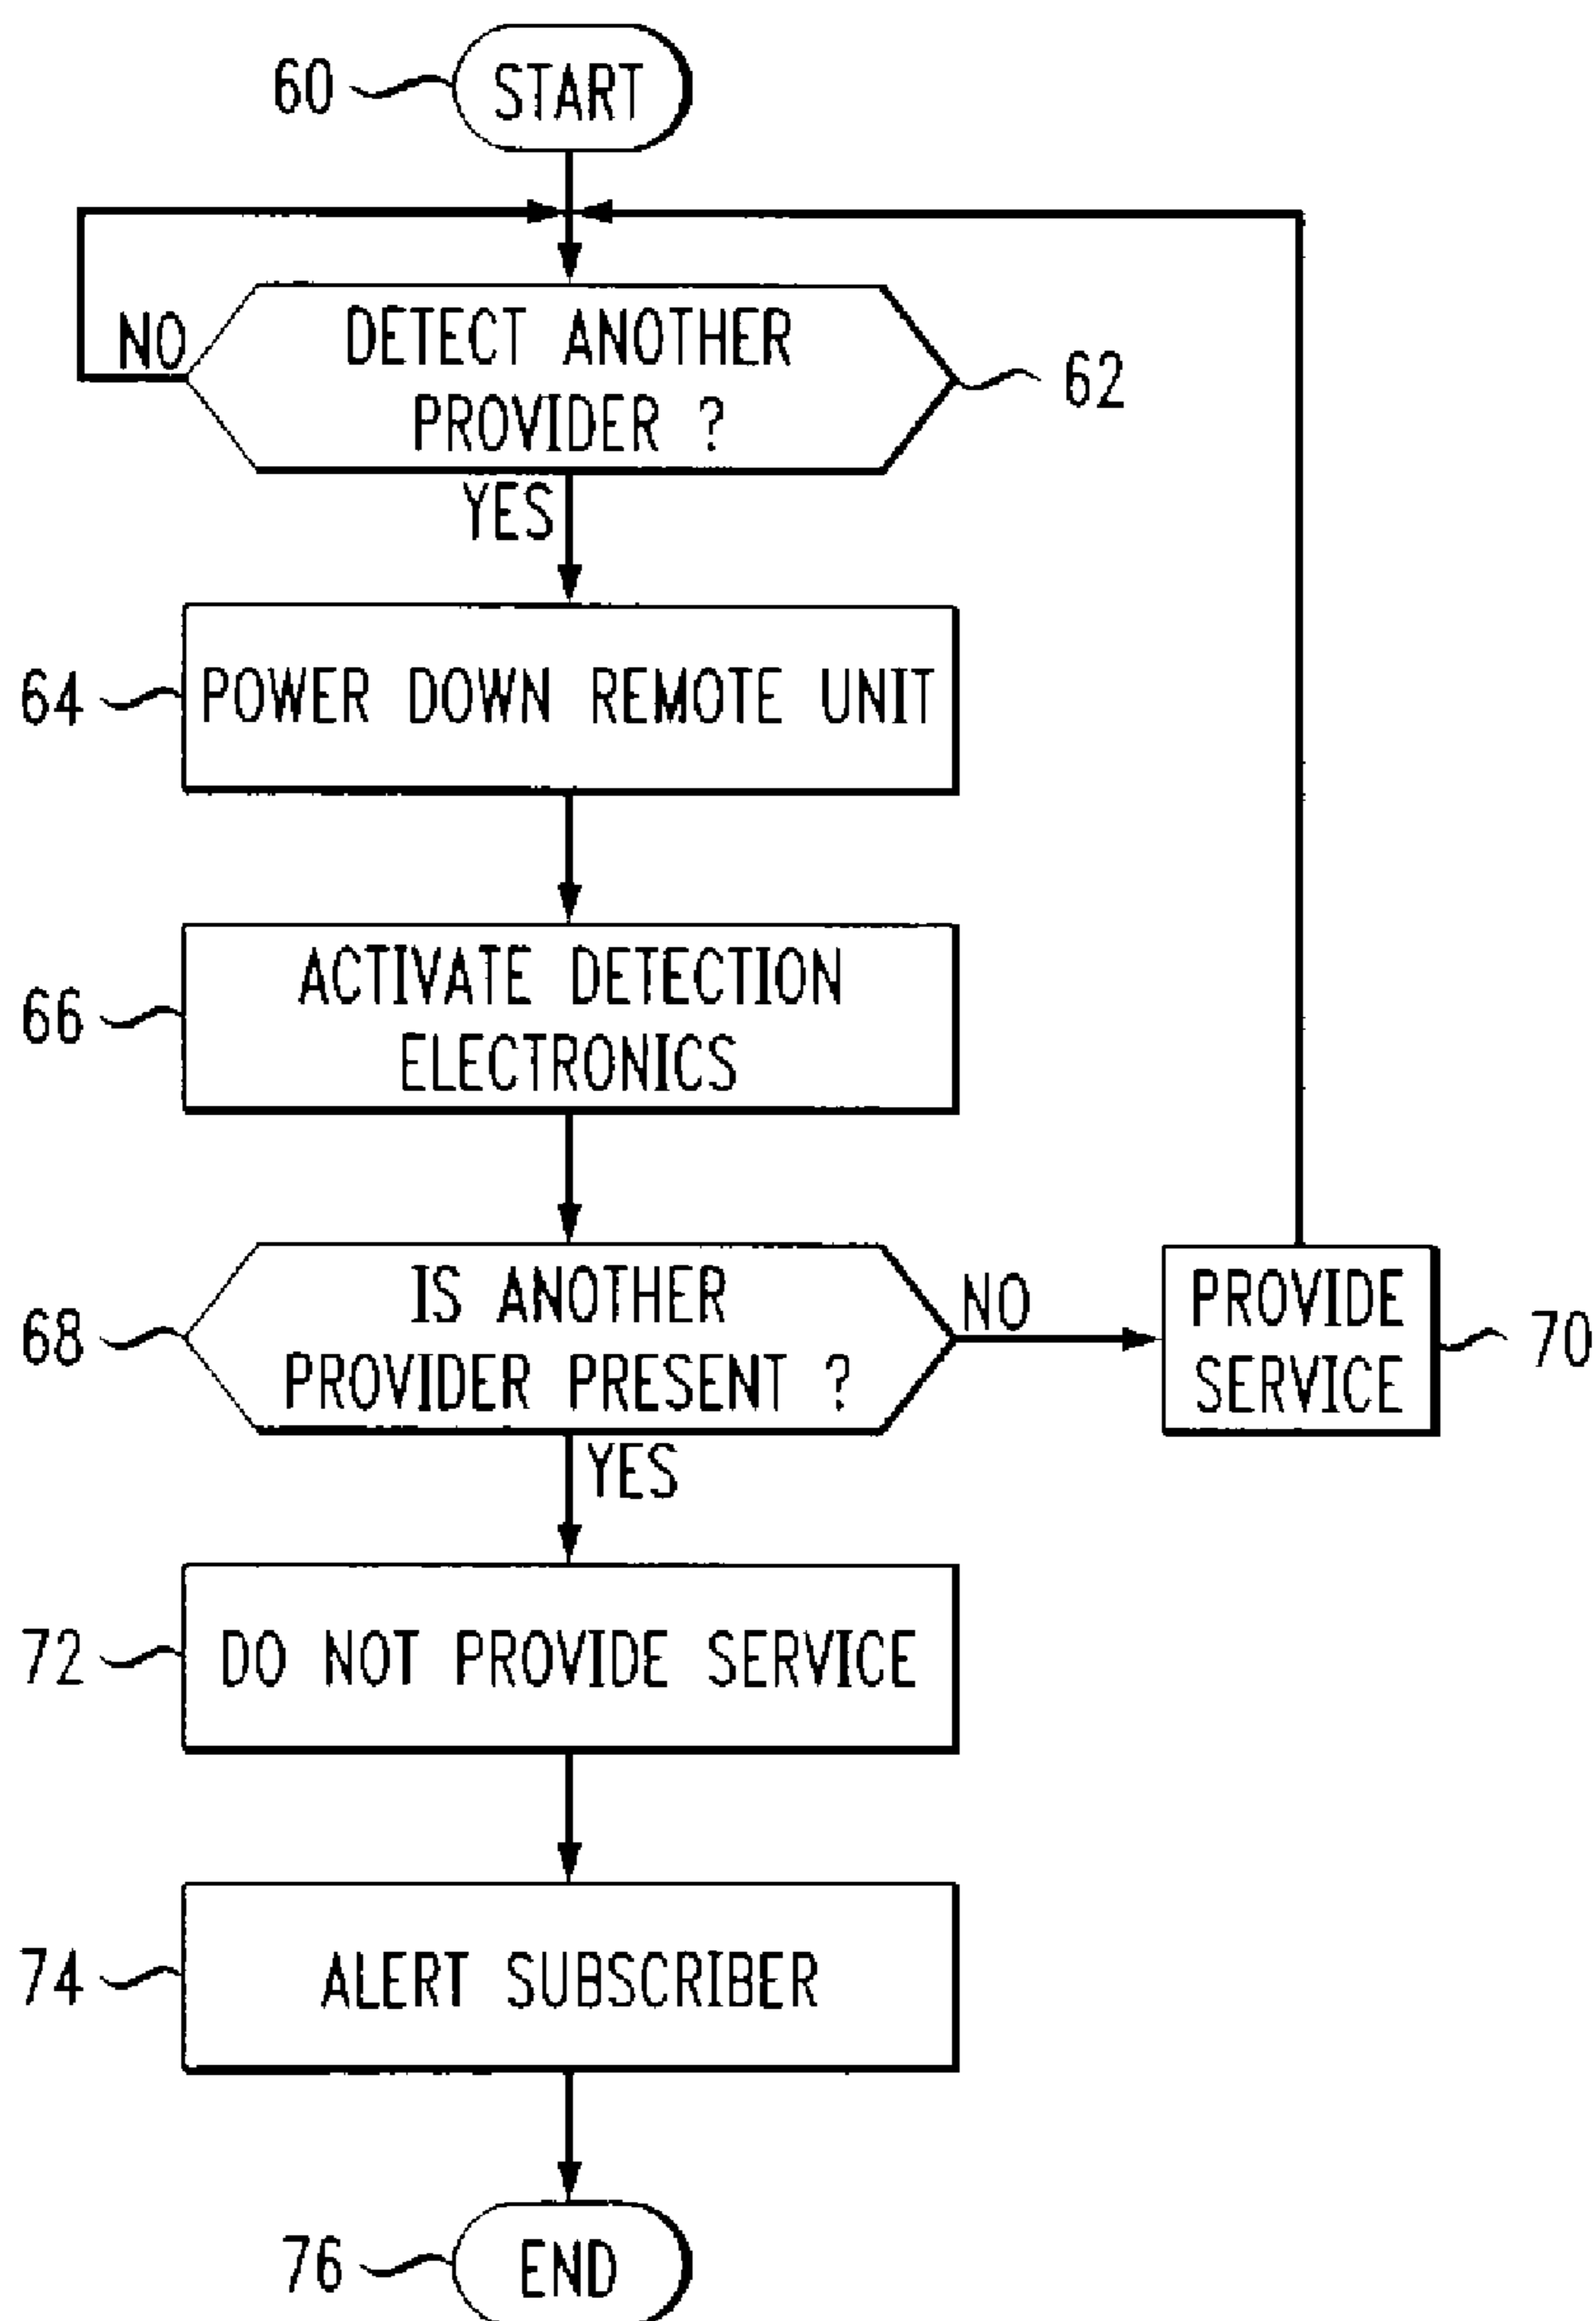 60
START
NO
DETECT ANOTHER
PROVIDER ?
62
YES
64
POWER DOWN REMOTE UNIT
66
ACTIVATE DETECTION
ELECTRONICS
68
IS ANOTHER
PROVIDER PRESENT ?
NO
PROVIDE
SERVICE
70
YES
72
DO NOT PROVIDE SERVICE
74
ALERT SUBSCRIBER
76
END